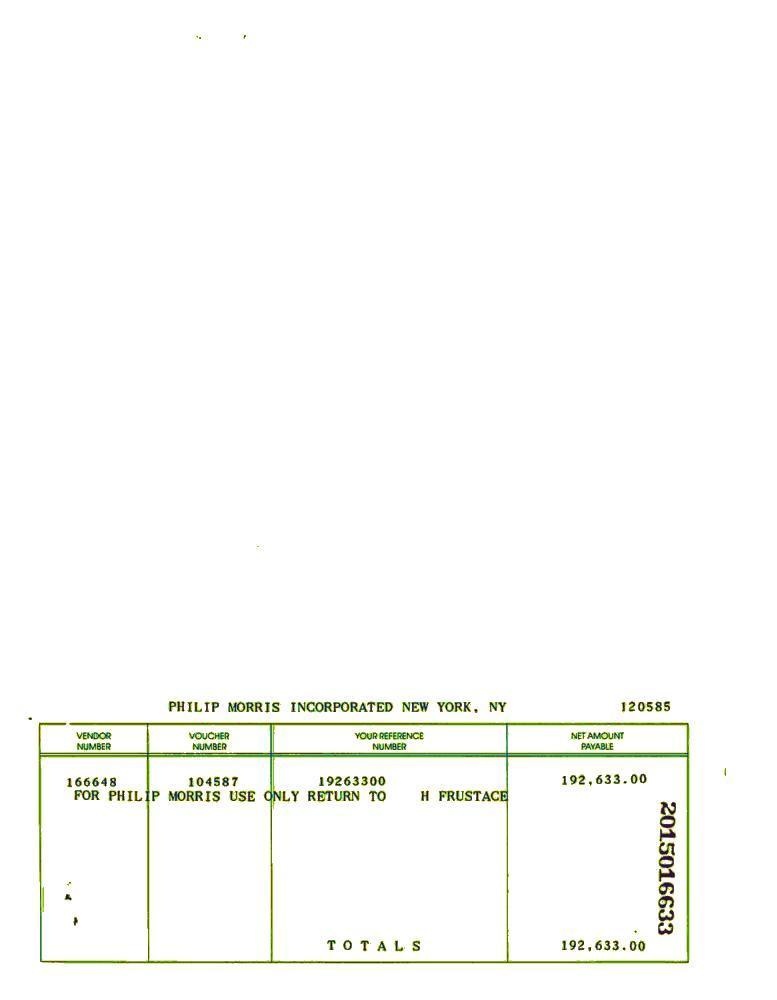 PHILIP MORRIS INCORPORATED NEW YORK, NY 120585
VENDOR NUMBER VOUCHER NUMBER YOUR REFERENCE NUMBER NET AMOUNT PAYABLE
166648 104587 19263300 192,633.00
FOR PHILIP MORRIS USE ONLY RETURN TO H FRUSTACE
2015016633
TOTALS 192,633.00